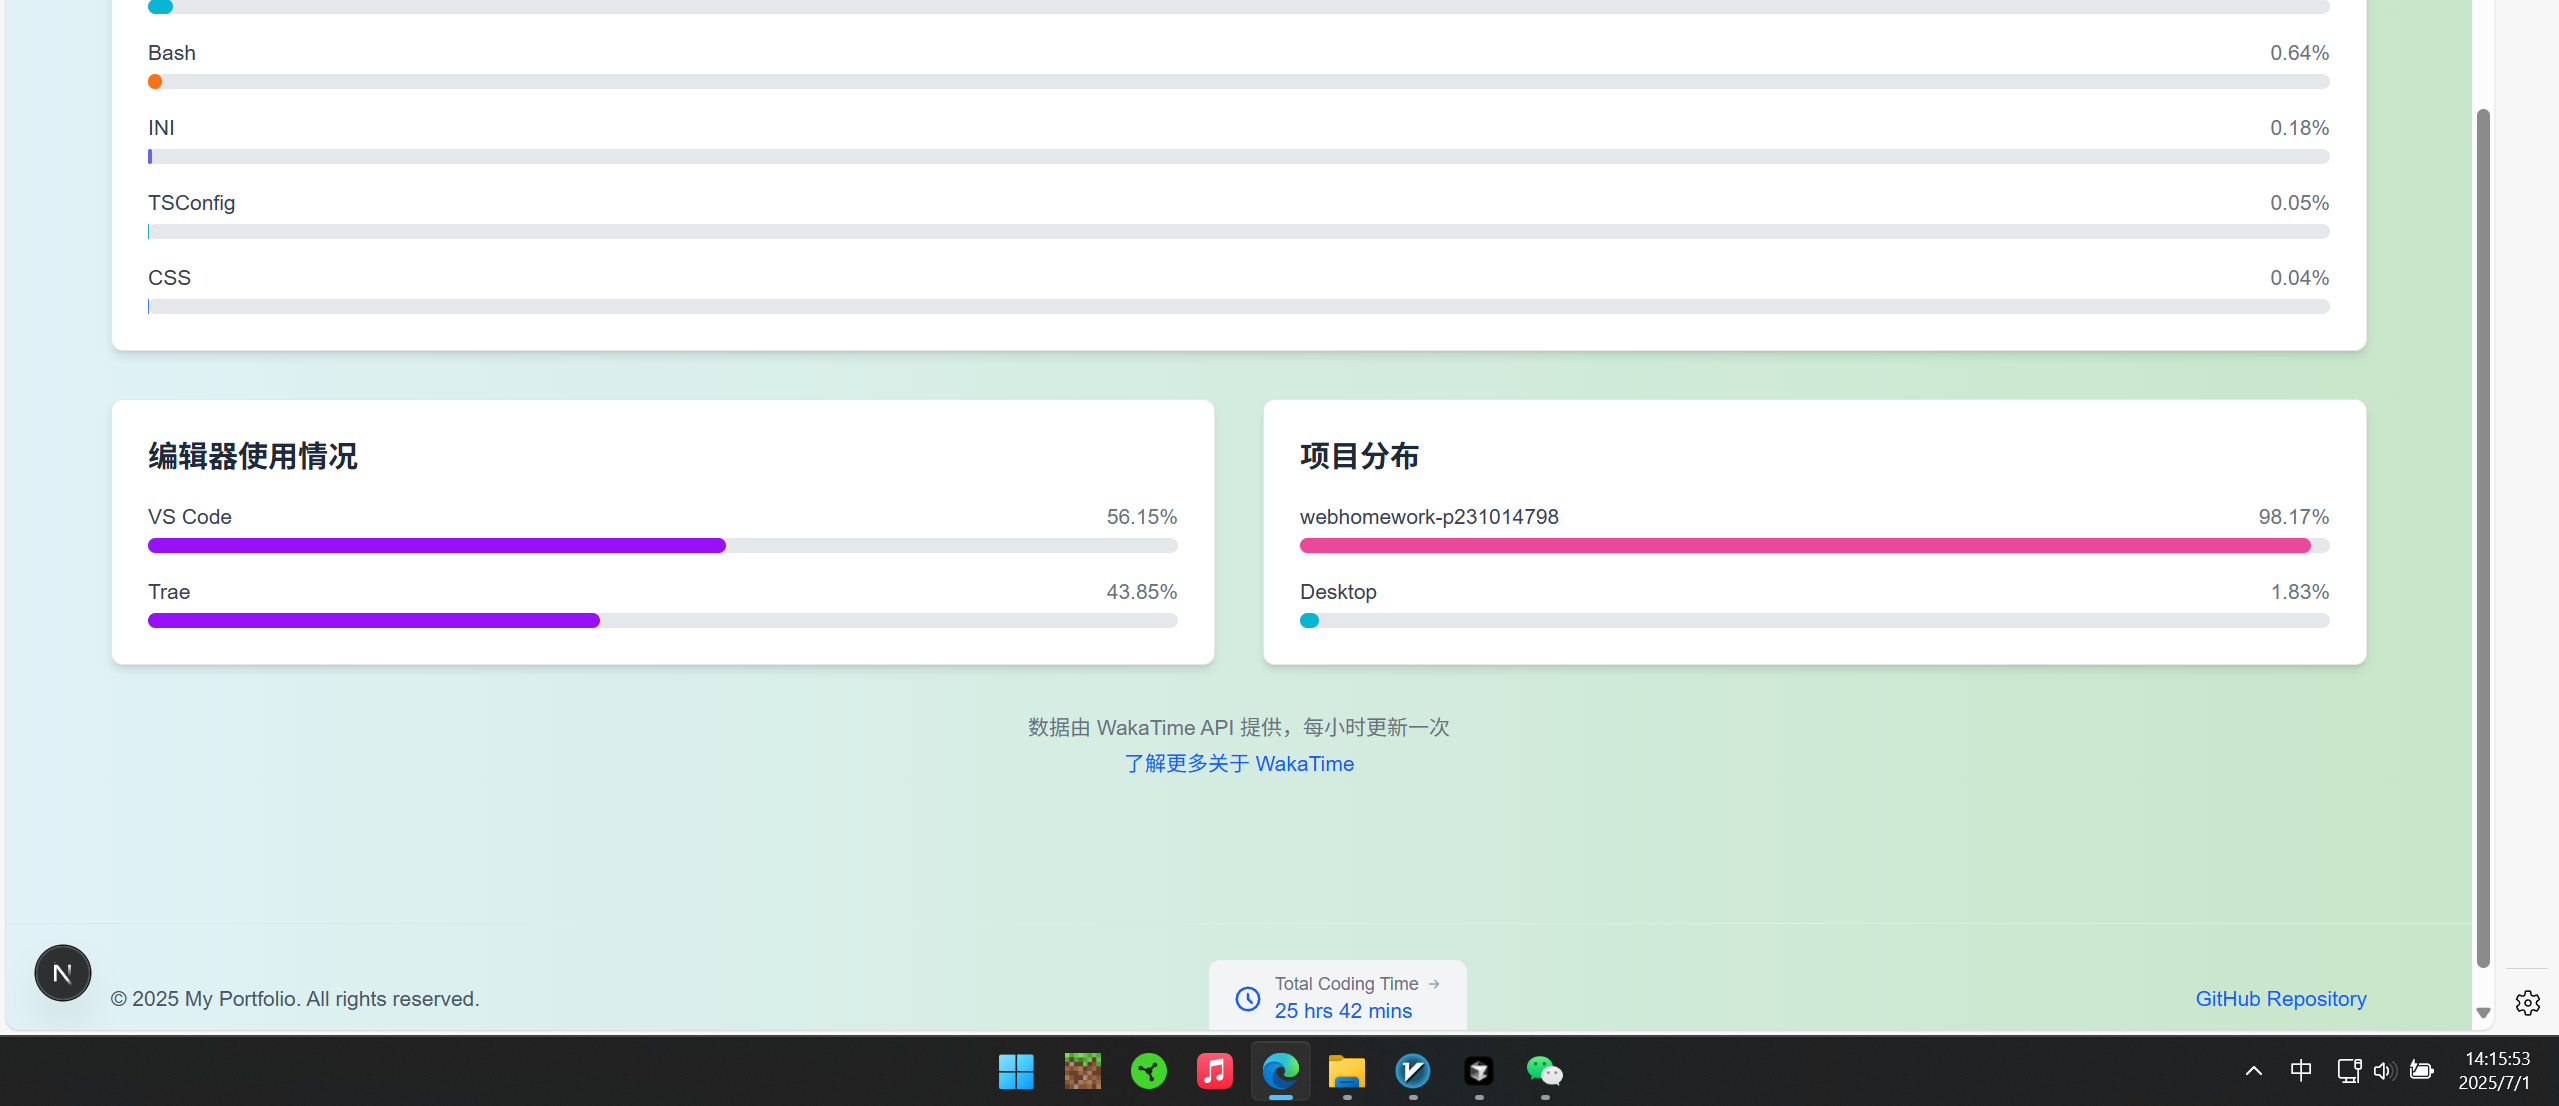 Bash 0.64%
INI 0.18%
TSConfig 0.05%
CSS 0.04%
编辑器使用情况
VS Code 56.15%
Trae 43.85%
项目分布
webhomework-p231014798 98.17%
Desktop 1.83%
数据由 WakaTime API 提供，每小时更新一次
了解更多关于 WakaTime
N
© 2025 My Portfolio. All rights reserved.
Total Coding Time →
25 hrs 42 mins
GitHub Repository
中
14:15:53
2025/7/1